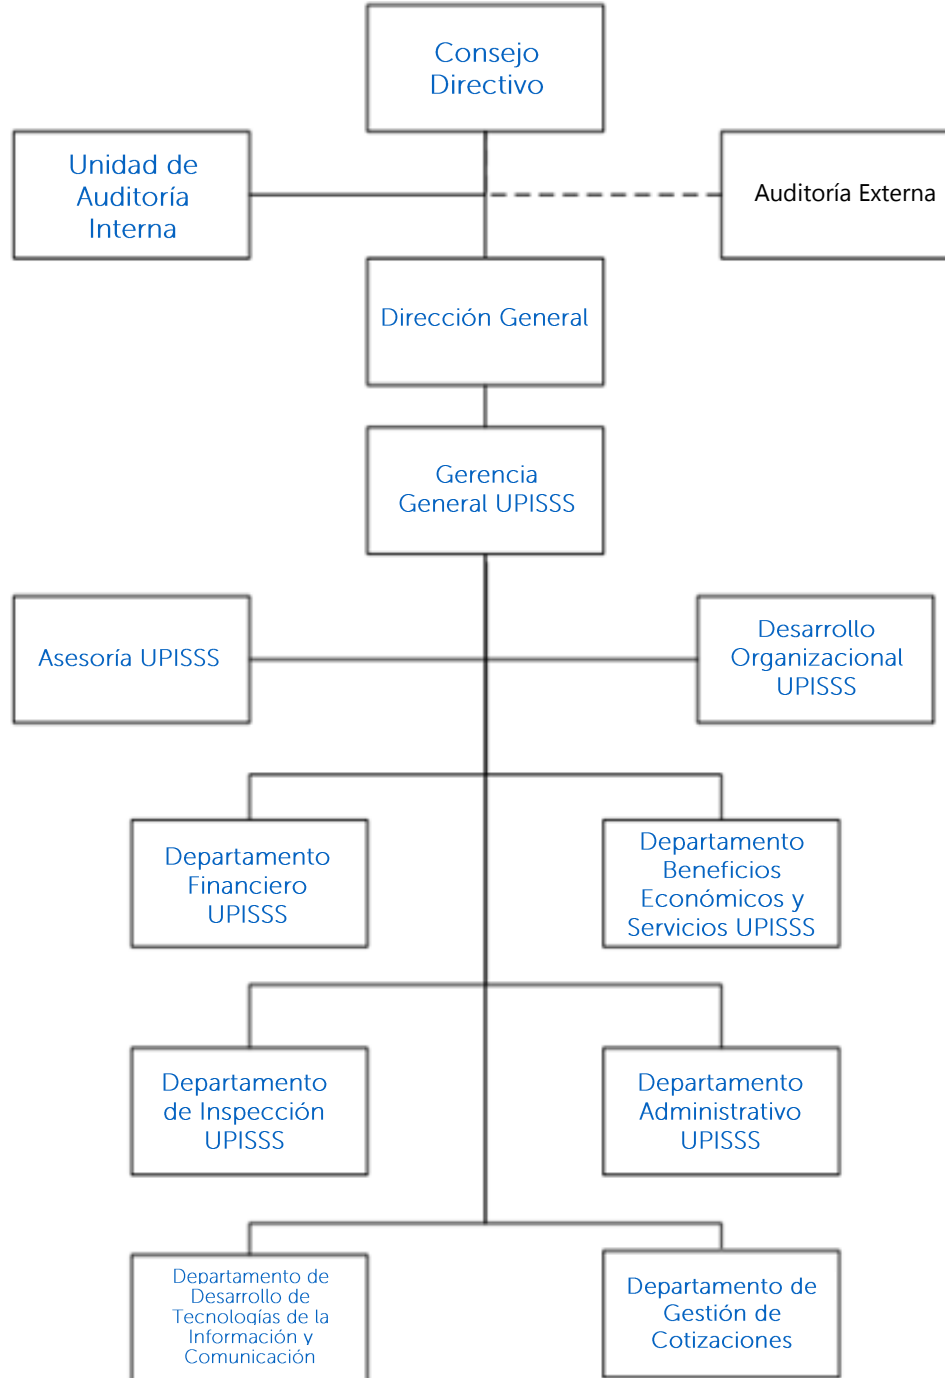 Consejo
Directivo
Unidad de
Auditoría
Interna
Auditoría Externa
Dirección General
Gerencia
General UPISSS
Asesoría UPISSS
Desarrollo
Organizacional
UPISSS
Departamento
Financiero
UPISSS
Departamento
Beneficios
Económicos y
Servicios UPISSS
Departamento
de Inspección
UPISSS
Departamento
Administrativo
UPISSS
Departamento de
Desarrollo de
Tecnologías de la
Información y
Comunicación
Departamento de
Gestión de
Cotizaciones